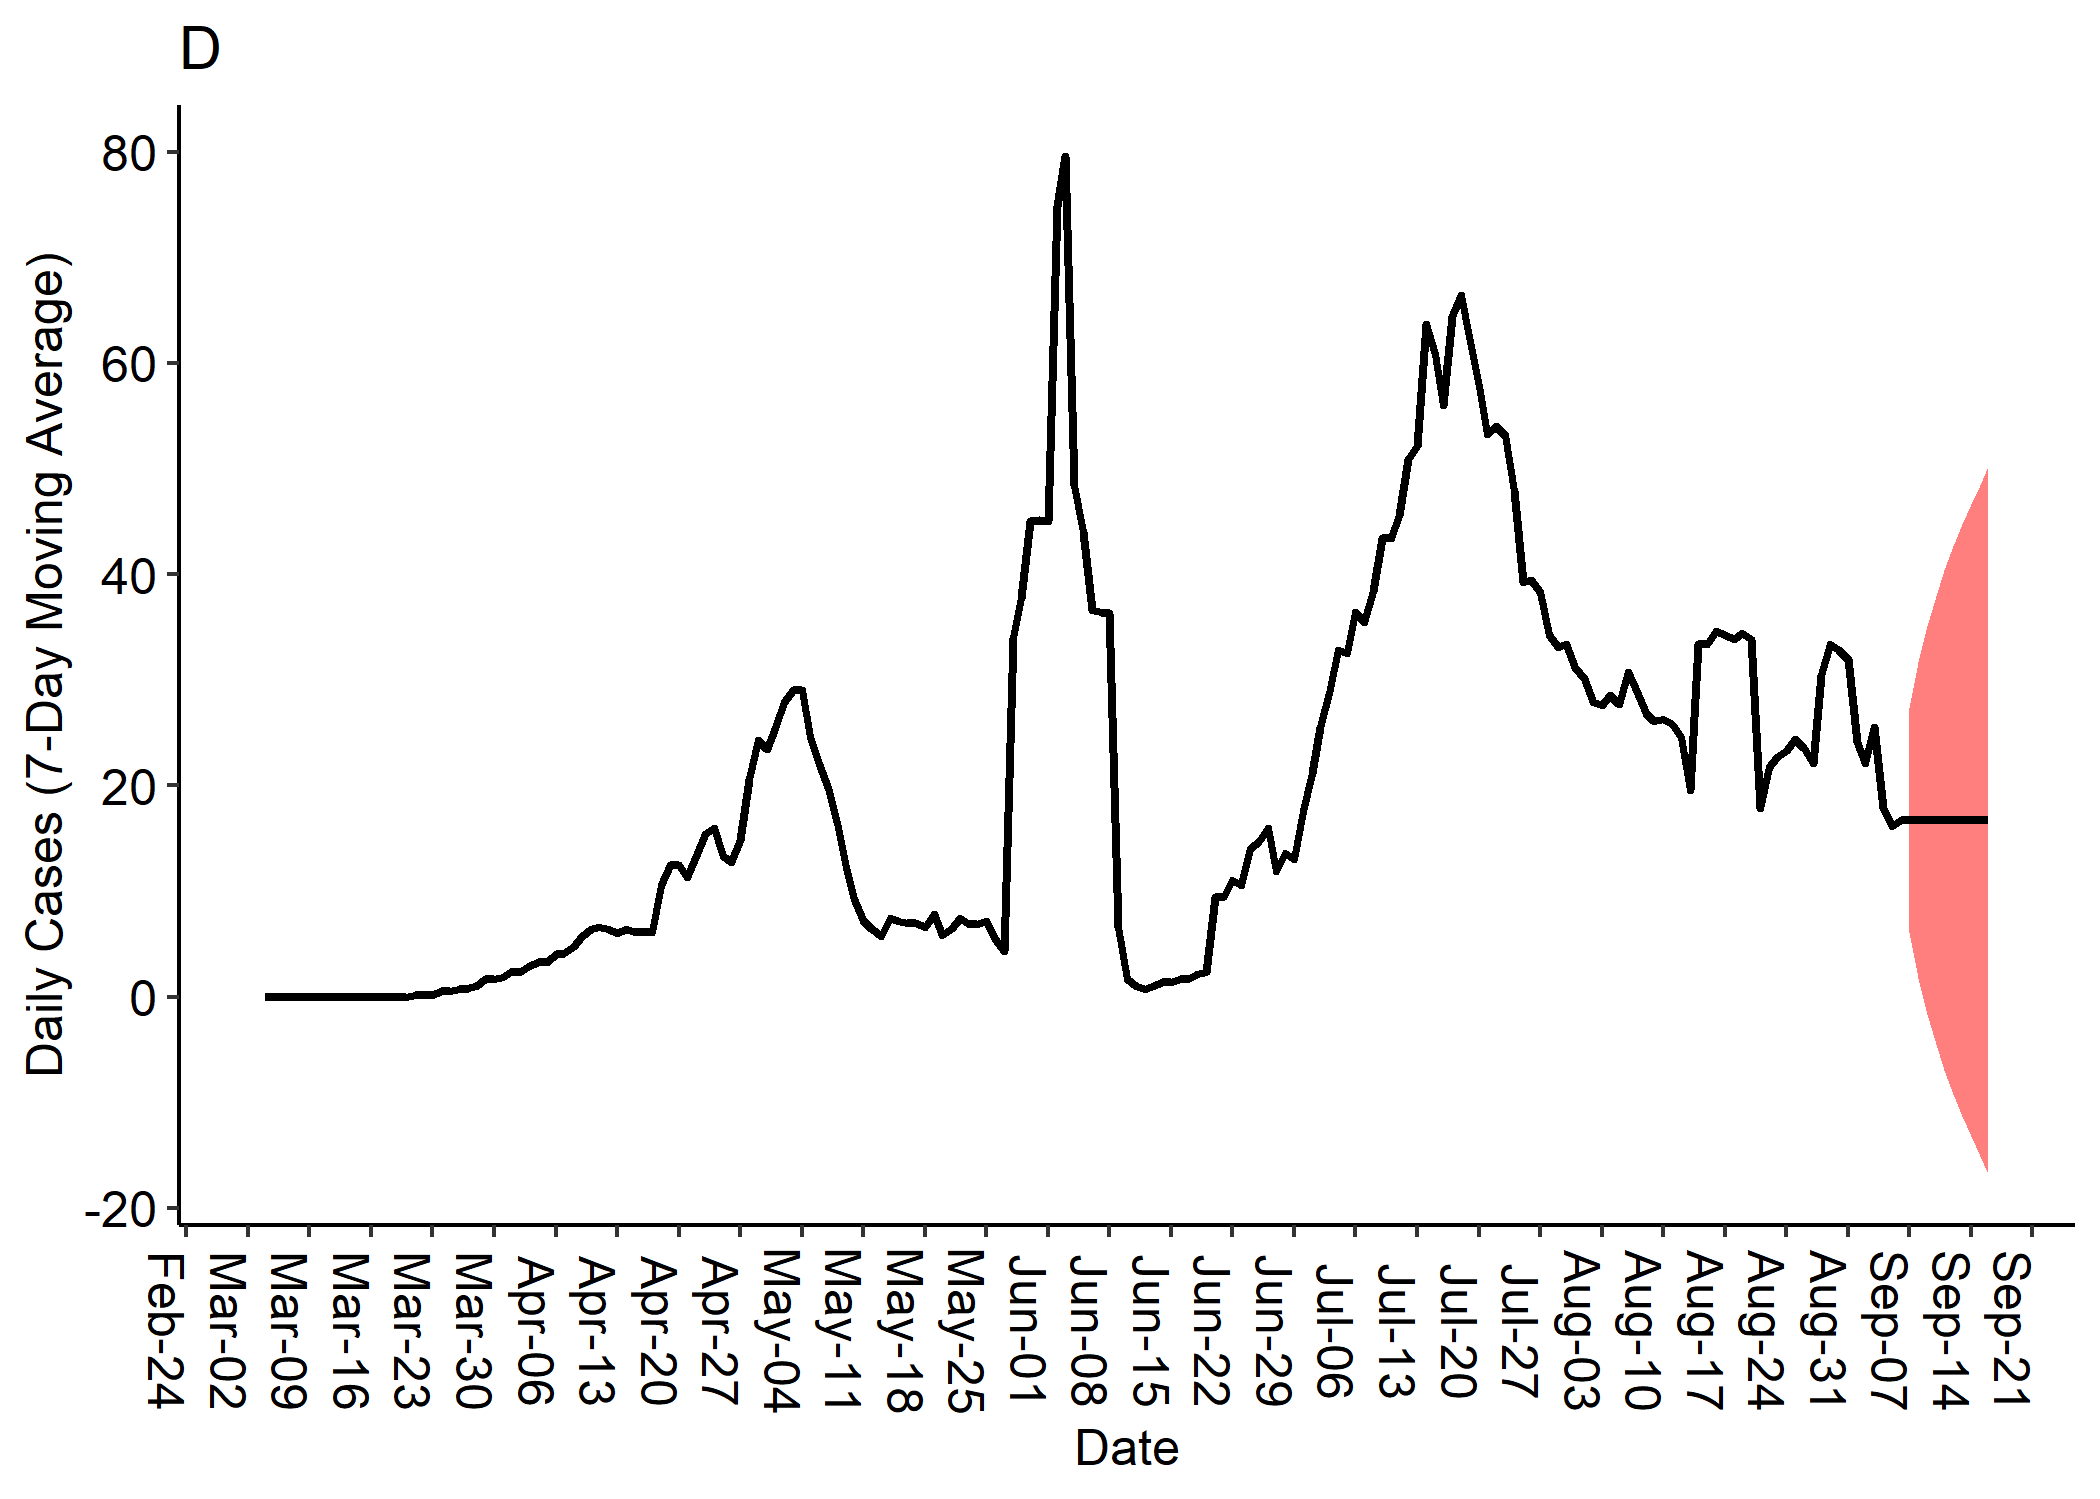 D
Daily Cases (7-Day Moving Average)
80
60
40
20
0
-20
Feb-24
Mar-02
Mar-09
Mar-16
Mar-23
Mar-30
Apr-06
Apr-13
Apr-20
Apr-27
May-04
May-11
May-18
May-25
Jun-01
Jun-08
Jun-15
Jun-22
Jun-29
Jul-06
Jul-13
Jul-20
Jul-27
Aug-03
Aug-10
Aug-17
Aug-24
Aug-31
Sep-07
Sep-14
Sep-21
Date